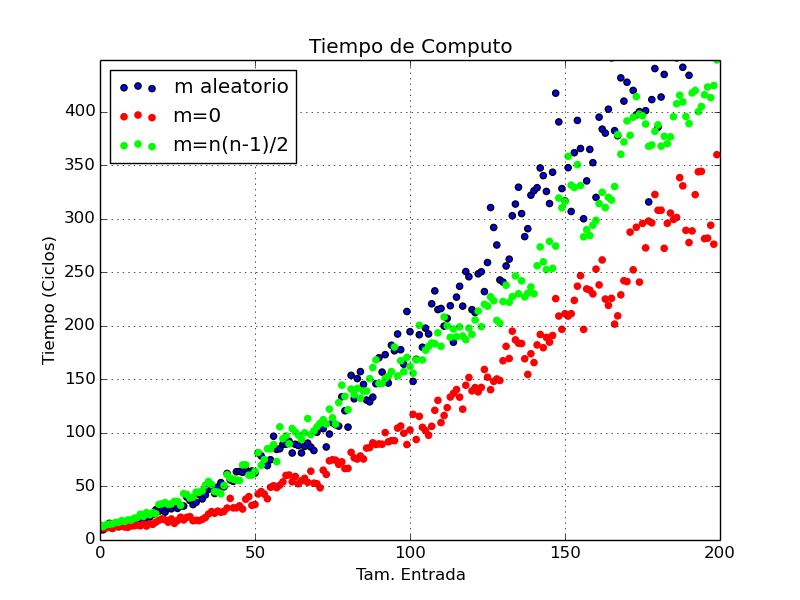 Tiempo de Computo
m aleatorio
m=0
m=n(n-1)/2
Tiempo (Ciclos)
400
350
300
250
200
150
100
50
0
0 50 100 150 200
Tam. Entrada